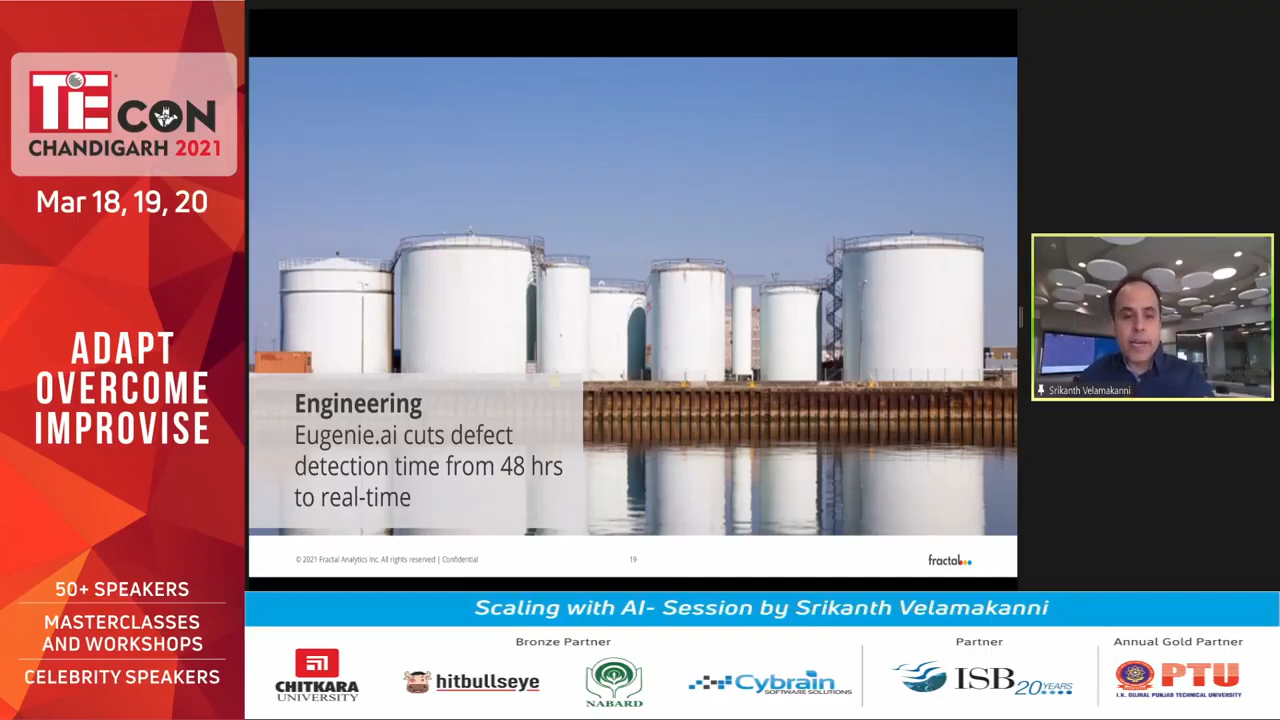 TiE CON
CHANDIGARH 2021
Mar 18, 19, 20
ADAPT
OVERCOME
IMPROVISE
50+ SPEAKERS
MASTERCLASSES
AND WORKSHOPS
CELEBRITY SPEAKERS
Engineering
Eugenie.ai cuts defect
detection time from 48 hrs
to real-time
© 2021 Fractal Analytics Inc. All rights reserved | Confidential
19
fractal
Srikanth Velamakanni
Scaling with AI- Session by Srikanth Velamakanni
Bronze Partner
Partner
Annual Gold Partner
CHITKARA
UNIVERSITY
hitbullseye
NABARD
Cybrain
SOFTWARE SOLUTIONS
ISB 20 YEARS
PTU
I.K. GUJRAL PUNJAB TECHNICAL UNIVERSITY